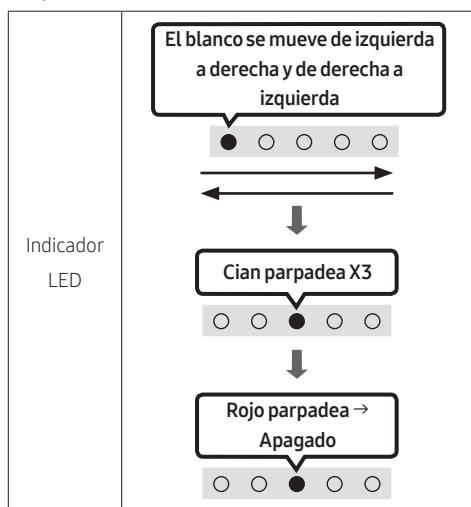 El blanco se mueve de izquierda
a derecha y de derecha a
izquierda
Indicador
LED
Cian parpadea X3
Rojo parpadea →
Apagado